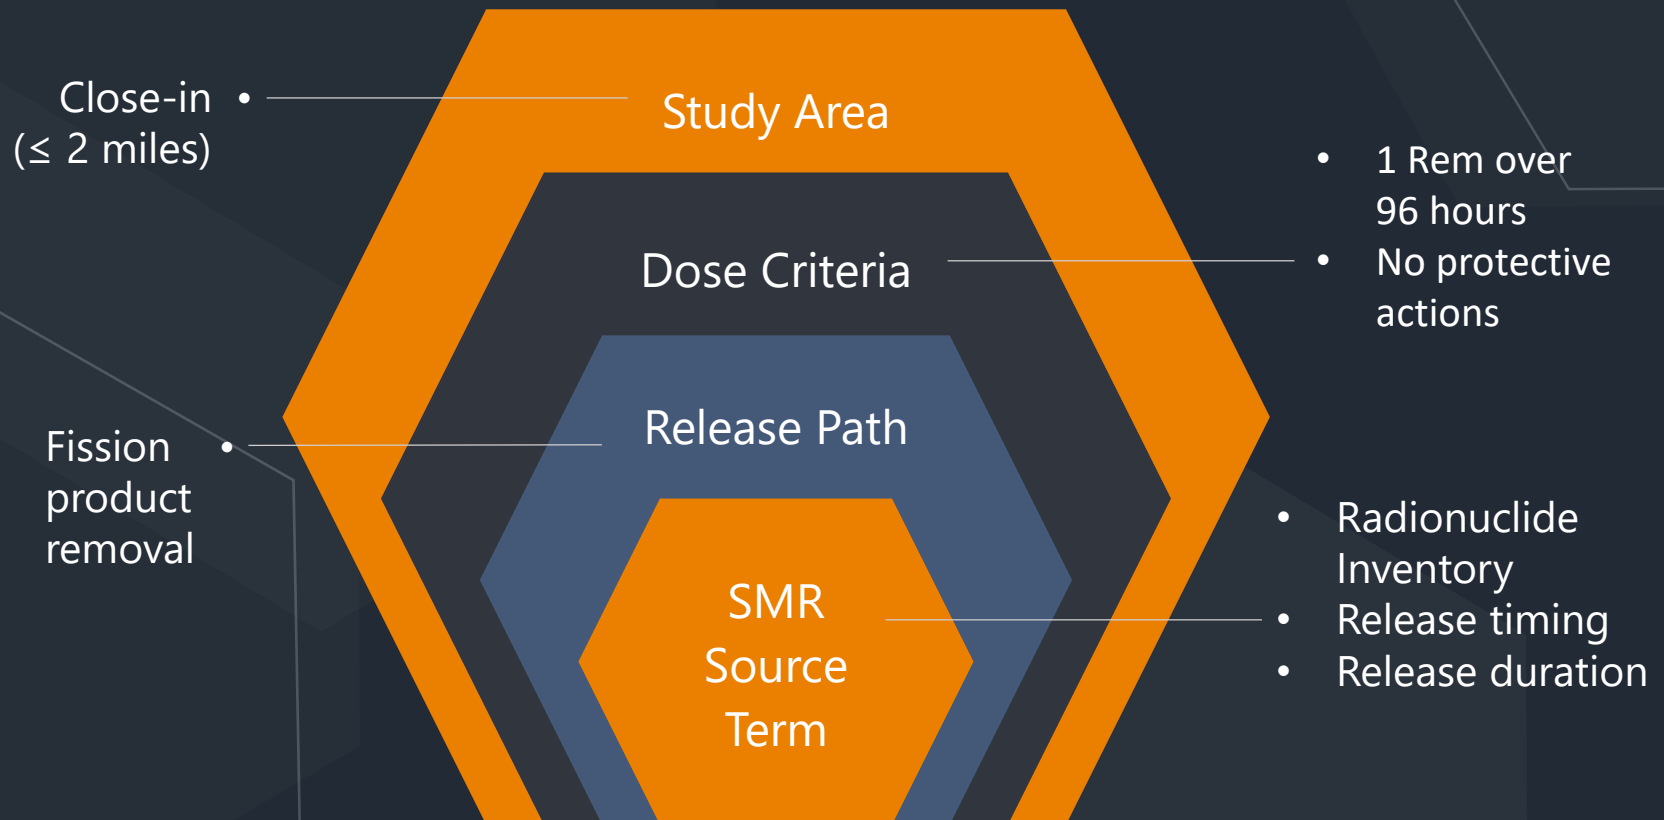 Study Area
Close-in •
(≤ 2 miles)
Dose Criteria
• 1 Rem over
96 hours
• No protective
actions
Release Path
Fission •
product
removal
SMR
Source
Term
• Radionuclide
Inventory
• Release timing
• Release duration